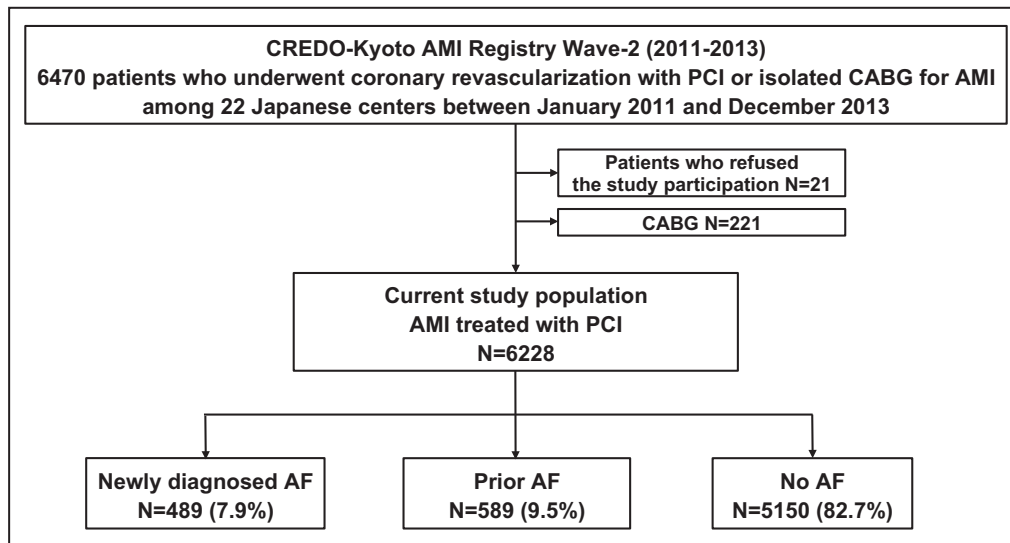 CREDO-Kyoto AMI Registry Wave-2 (2011-2013)
6470 patients who underwent coronary revascularization with PCI or isolated CABG for AMI
among 22 Japanese centers between January 2011 and December 2013
Patients who refused
the study participation N=21
CABG N=221
Current study population
AMI treated with PCI
N=6228
Newly diagnosed AF
N=489 (7.9%)
Prior AF
N=589 (9.5%)
No AF
N=5150 (82.7%)